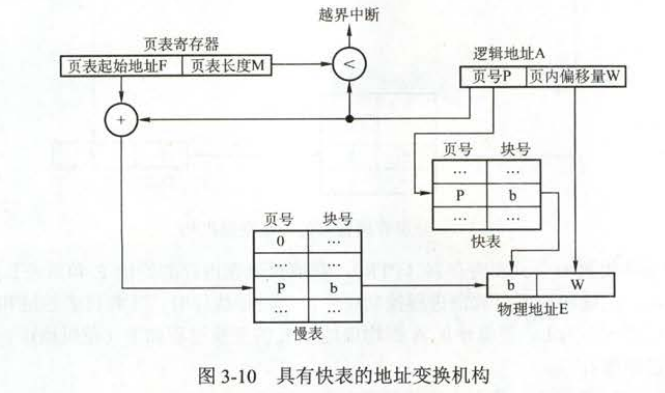 越界中断
页表寄存器
页表起始地址F 页表长度M
<
逻辑地址A
页号P 页内偏移量W
+
页号 块号
… …
P b
… …
快表
页号 块号
0 …
… …
P b
… …
慢表
b W
物理地址E
图 3-10 具有快表的地址变换机构